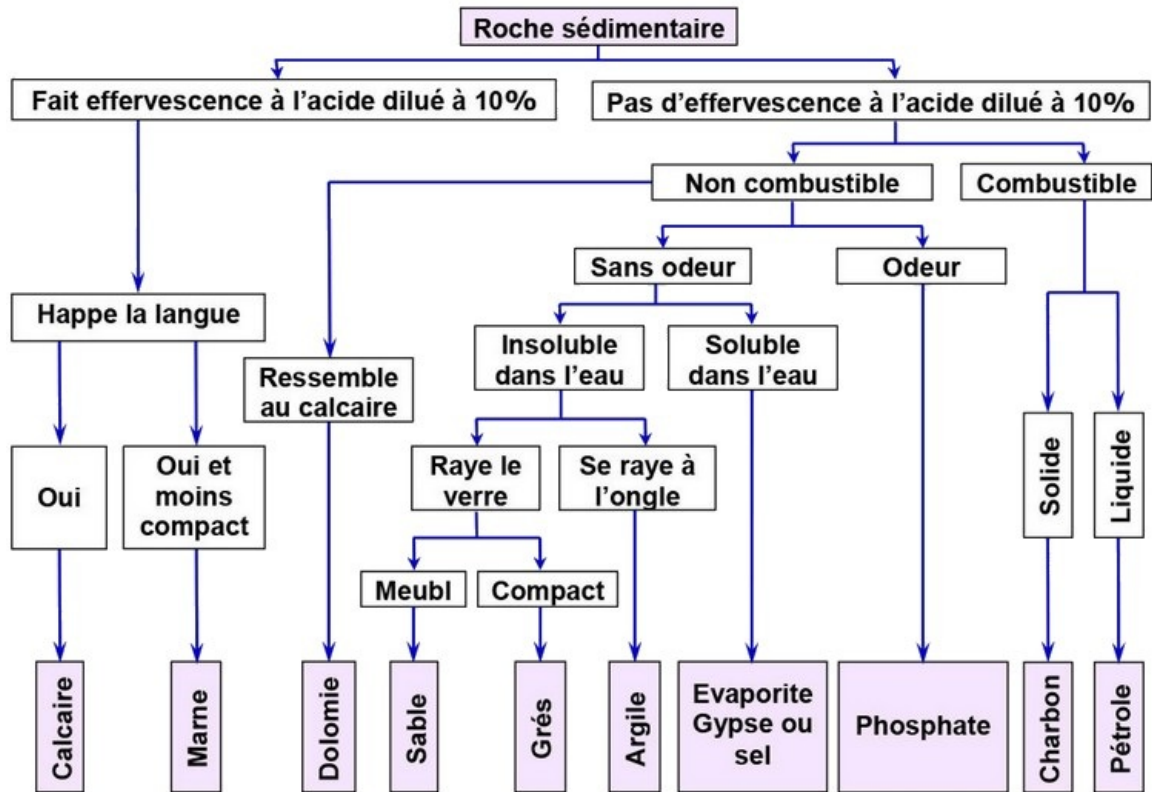 Roche sédimentaire
Fait effervescence à l’acide dilué à 10%
Pas d’effervescence à l’acide dilué à 10%
Non combustible
Combustible
Sans odeur
Odeur
Happe la langue
Insoluble
dans l’eau
Soluble
dans l’eau
Ressemble
au calcaire
Oui
Oui et
moins
compact
Raye le
verre
Se raye à
l’ongle
Solide
Liquide
Meubl
Compact
Calcaire
Marne
Dolomie
Sable
Grés
Argile
Evaporite
Gypse ou
sel
Phosphate
Charbon
Pétrole